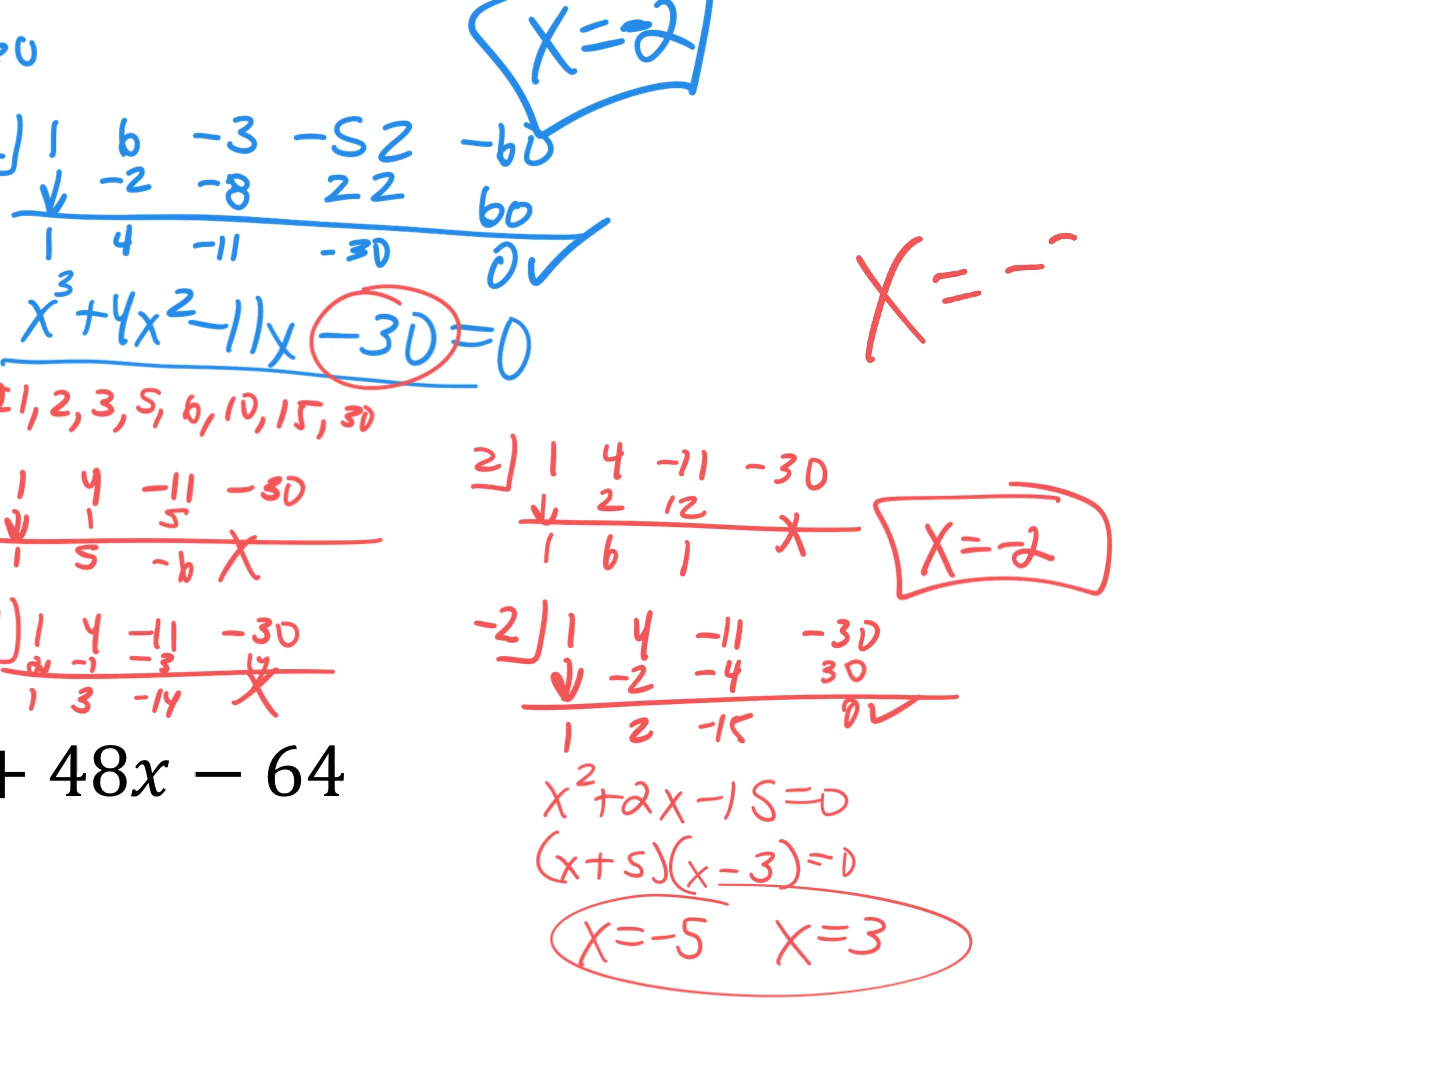 x=-2
0
1 6 -3 -52 -60
-2 -8 22 60
1 4 -11 -30 0✓
x³+4x²-11x-30=0
±1, 2, 3, 5, 6, 10, 15, 30
1 4 -11 -30
1 5
1 5 -6 X
1 4 -11 -30
-1 -3 14
1 3 -14 X
+ 48x − 64
x=-
2⌋ 1 4 -11 -30
2 12
1 6 1 X
x=-2
-2⌋ 1 4 -11 -30
-2 -4 30
1 2 -15 0✓
x²+2x-15=0
(x+5)(x-3)=0
x=-5 x=3